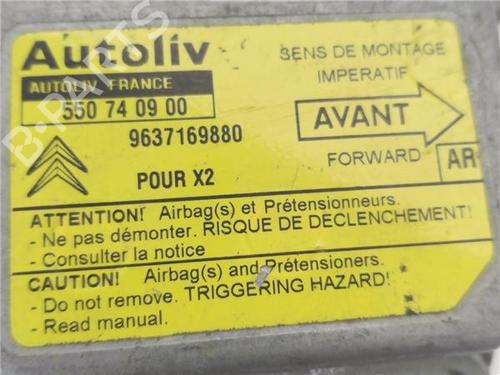 Autoliv
AUTOLIV FRANCE
550 74 09 00
9637169880
POUR X2
SENS DE MONTAGE
IMPERATIF
AVANT
FORWARD
AR
ATTENTION! Airbag(s) et Prétensionneurs.
- Ne pas démonter. RISQUE DE DECLENCHEMENT!
- Consulter la notice
CAUTION! Airbag(s) and Prétensioners.
- Do not remove. TRIGGERING HAZARD!
- Read manual.
B-PARTS